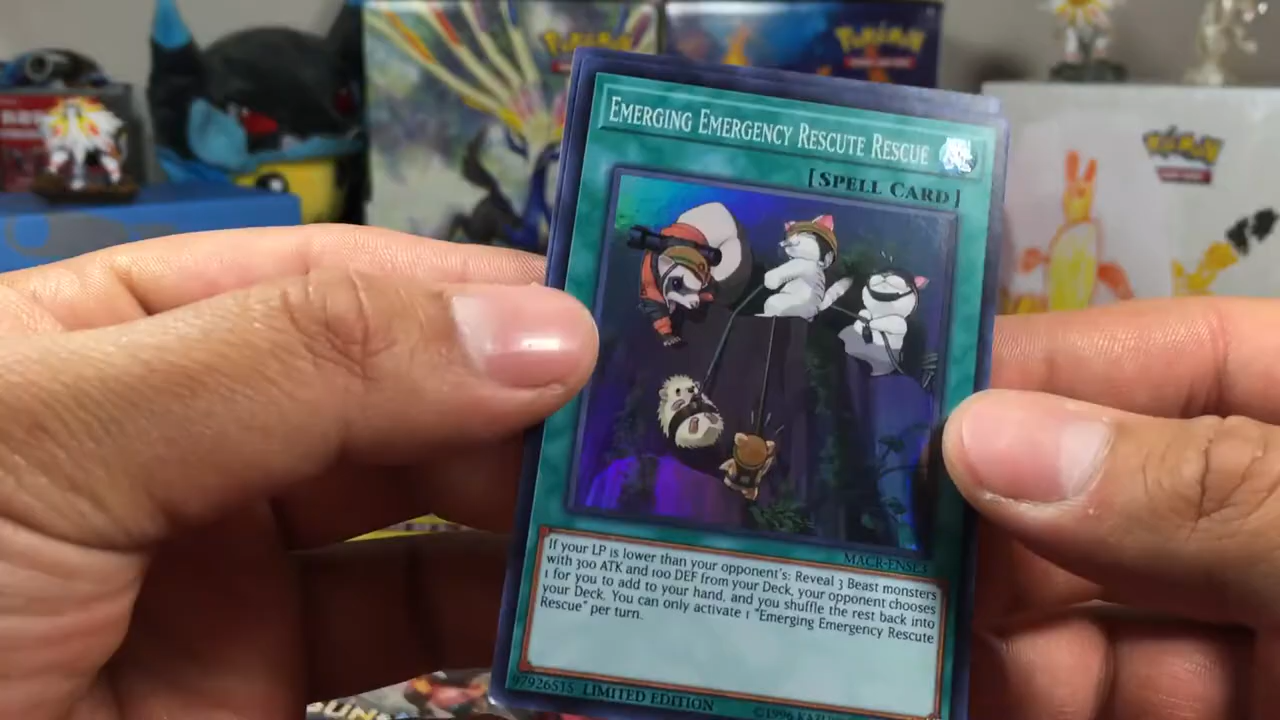 Pokémon
Pokémon
Pokémon
EMERGING EMERGENCY RESCUTE RESCUE
[SPELL CARD]
MACR-ENSE3
If your LP is lower than your opponent's: Reveal 3 Beast monsters
with 300 ATK and 100 DEF from your Deck, your opponent chooses
1 for you to add to your hand, and you shuffle the rest back into
your Deck. You can only activate 1 "Emerging Emergency Rescute
Rescue" per turn.
97926515 LIMITED EDITION
©1996 KAZU